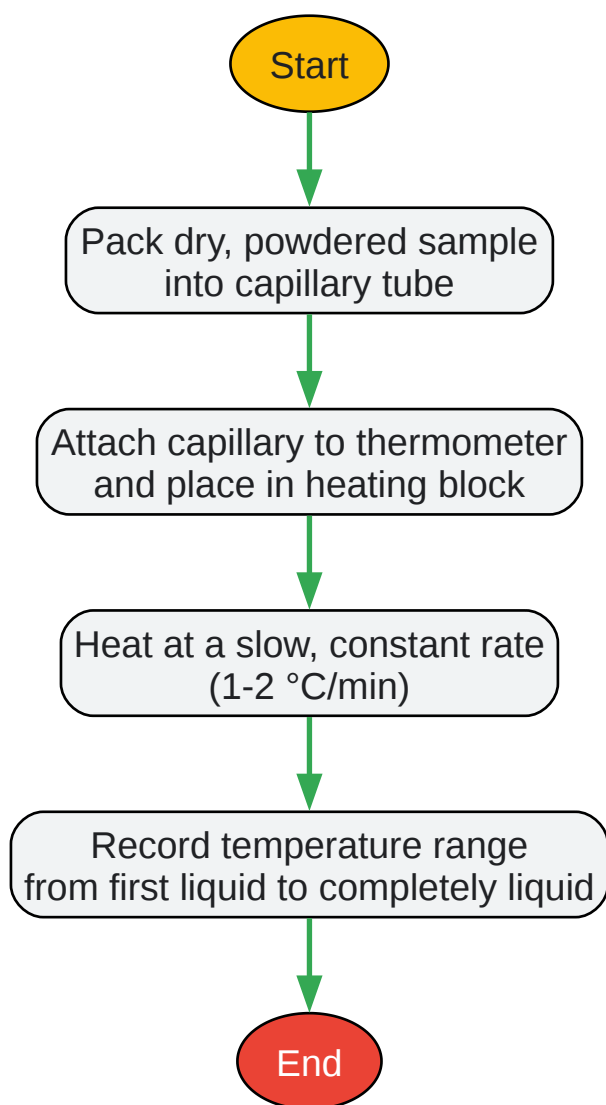 Start
Pack dry, powdered sample
into capillary tube
Attach capillary to thermometer
and place in heating block
Heat at a slow, constant rate
(1-2 °C/min)
Record temperature range
from first liquid to completely liquid
End